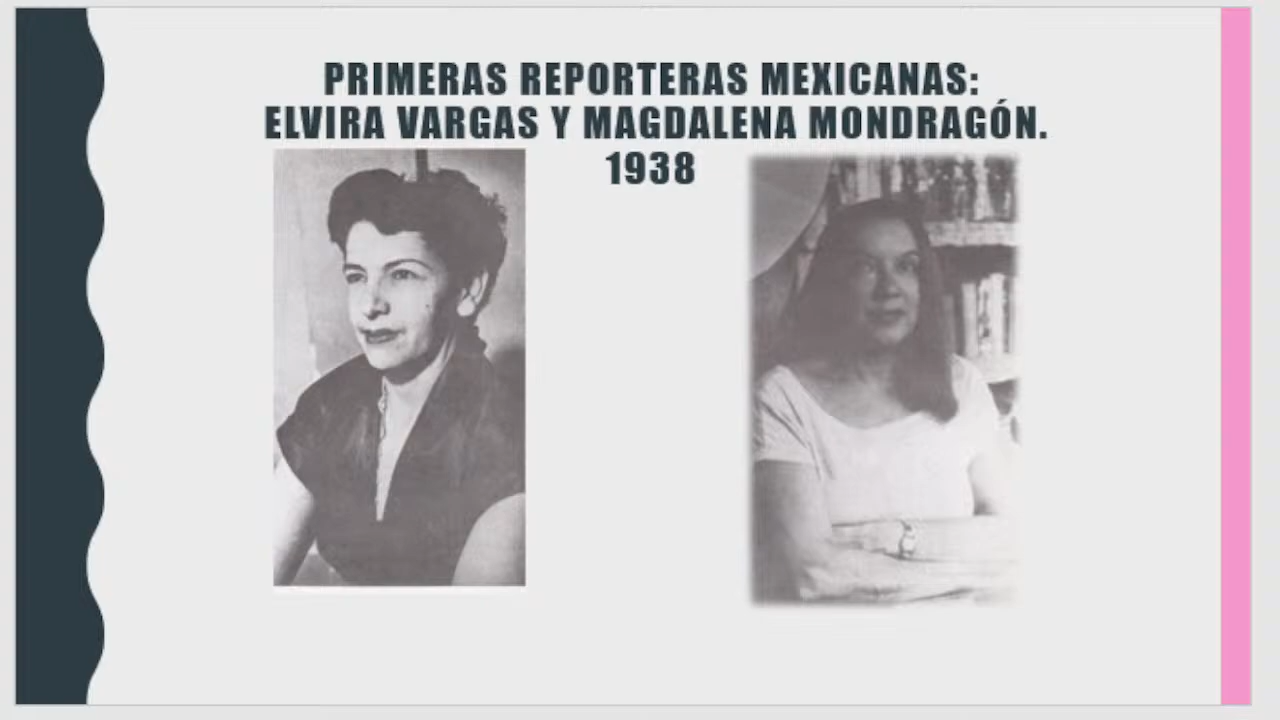 PRIMERAS REPORTERAS MEXICANAS:
ELVIRA VARGAS Y MAGDALENA MONDRAGÓN.
1938